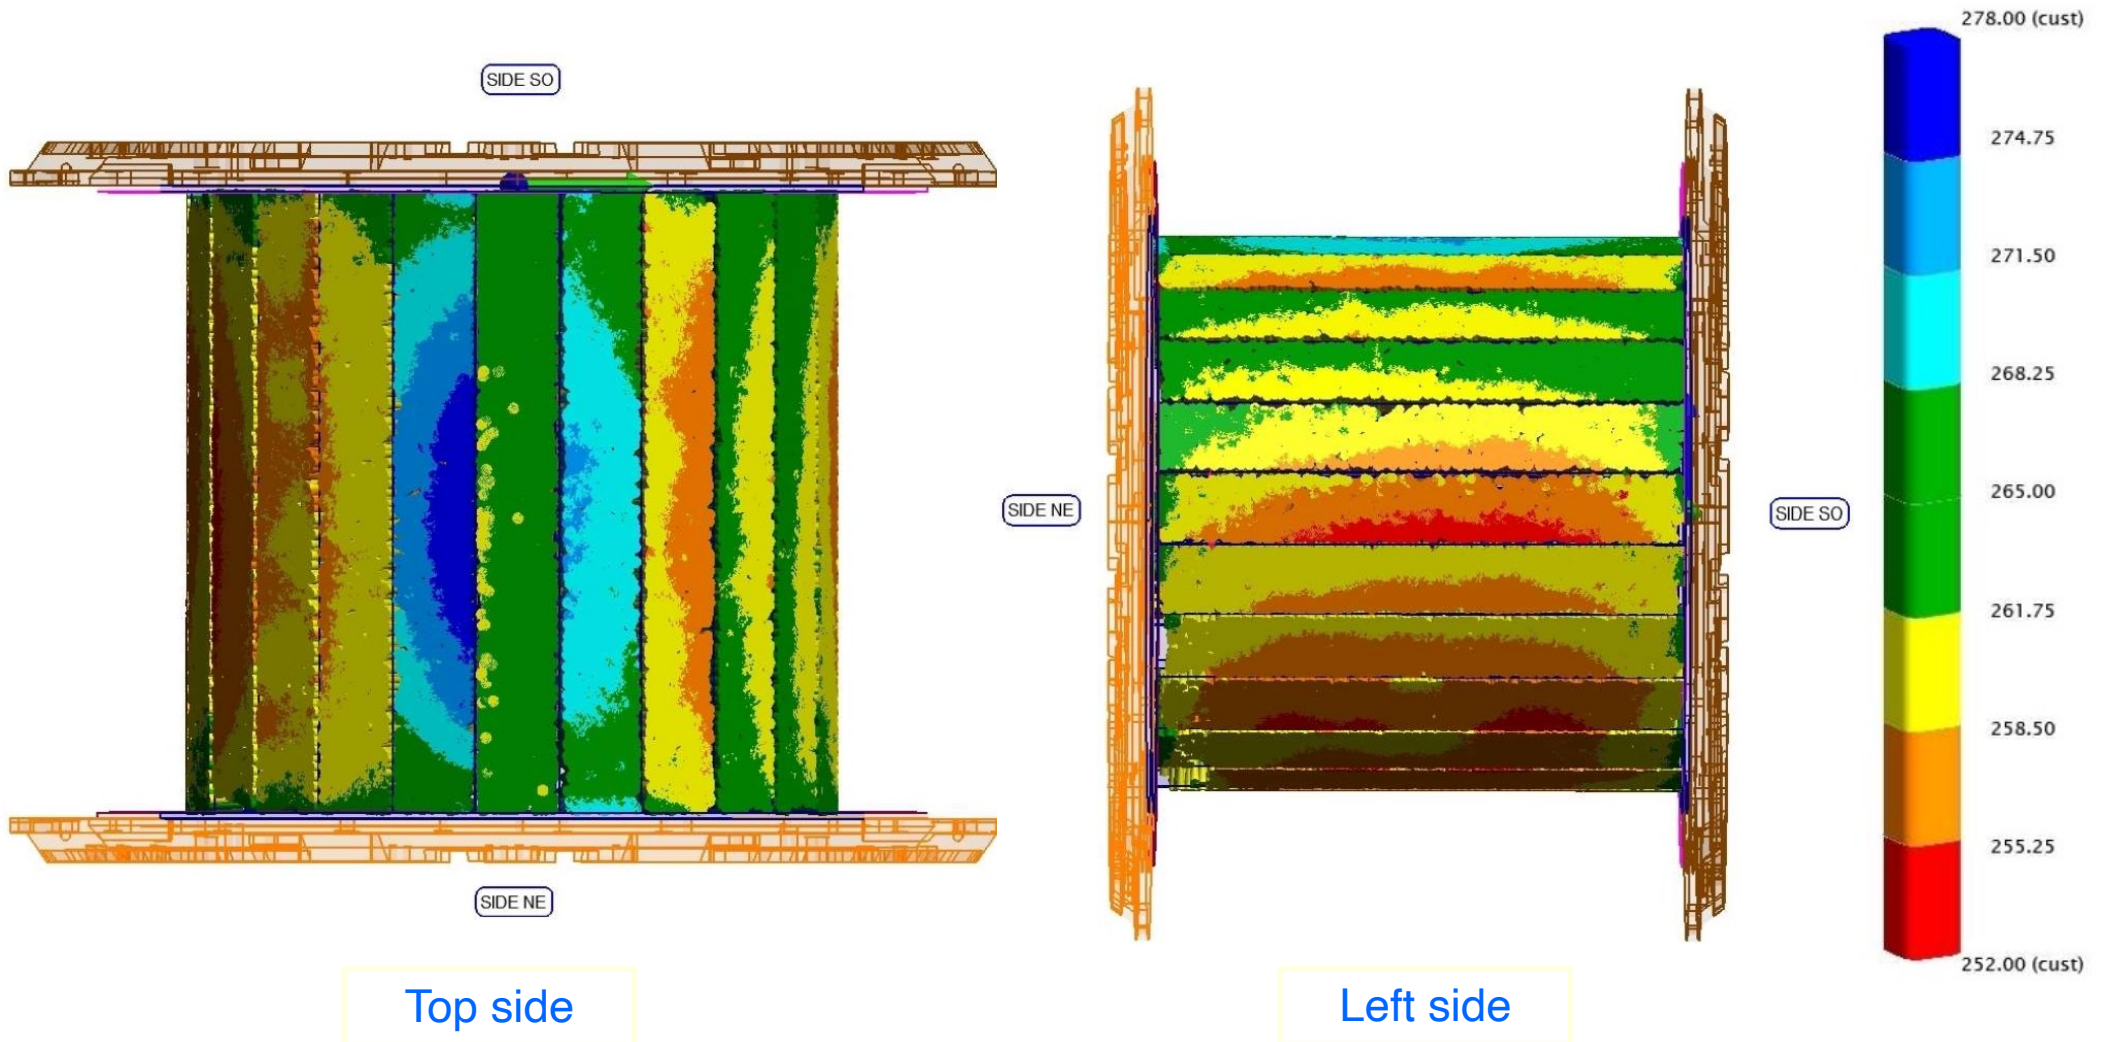 278.00 (cust)
SIDE SO
274.75
271.50
268.25
265.00
SIDE NE
SIDE SO
261.75
258.50
255.25
SIDE NE
252.00 (cust)
Top side
Left side